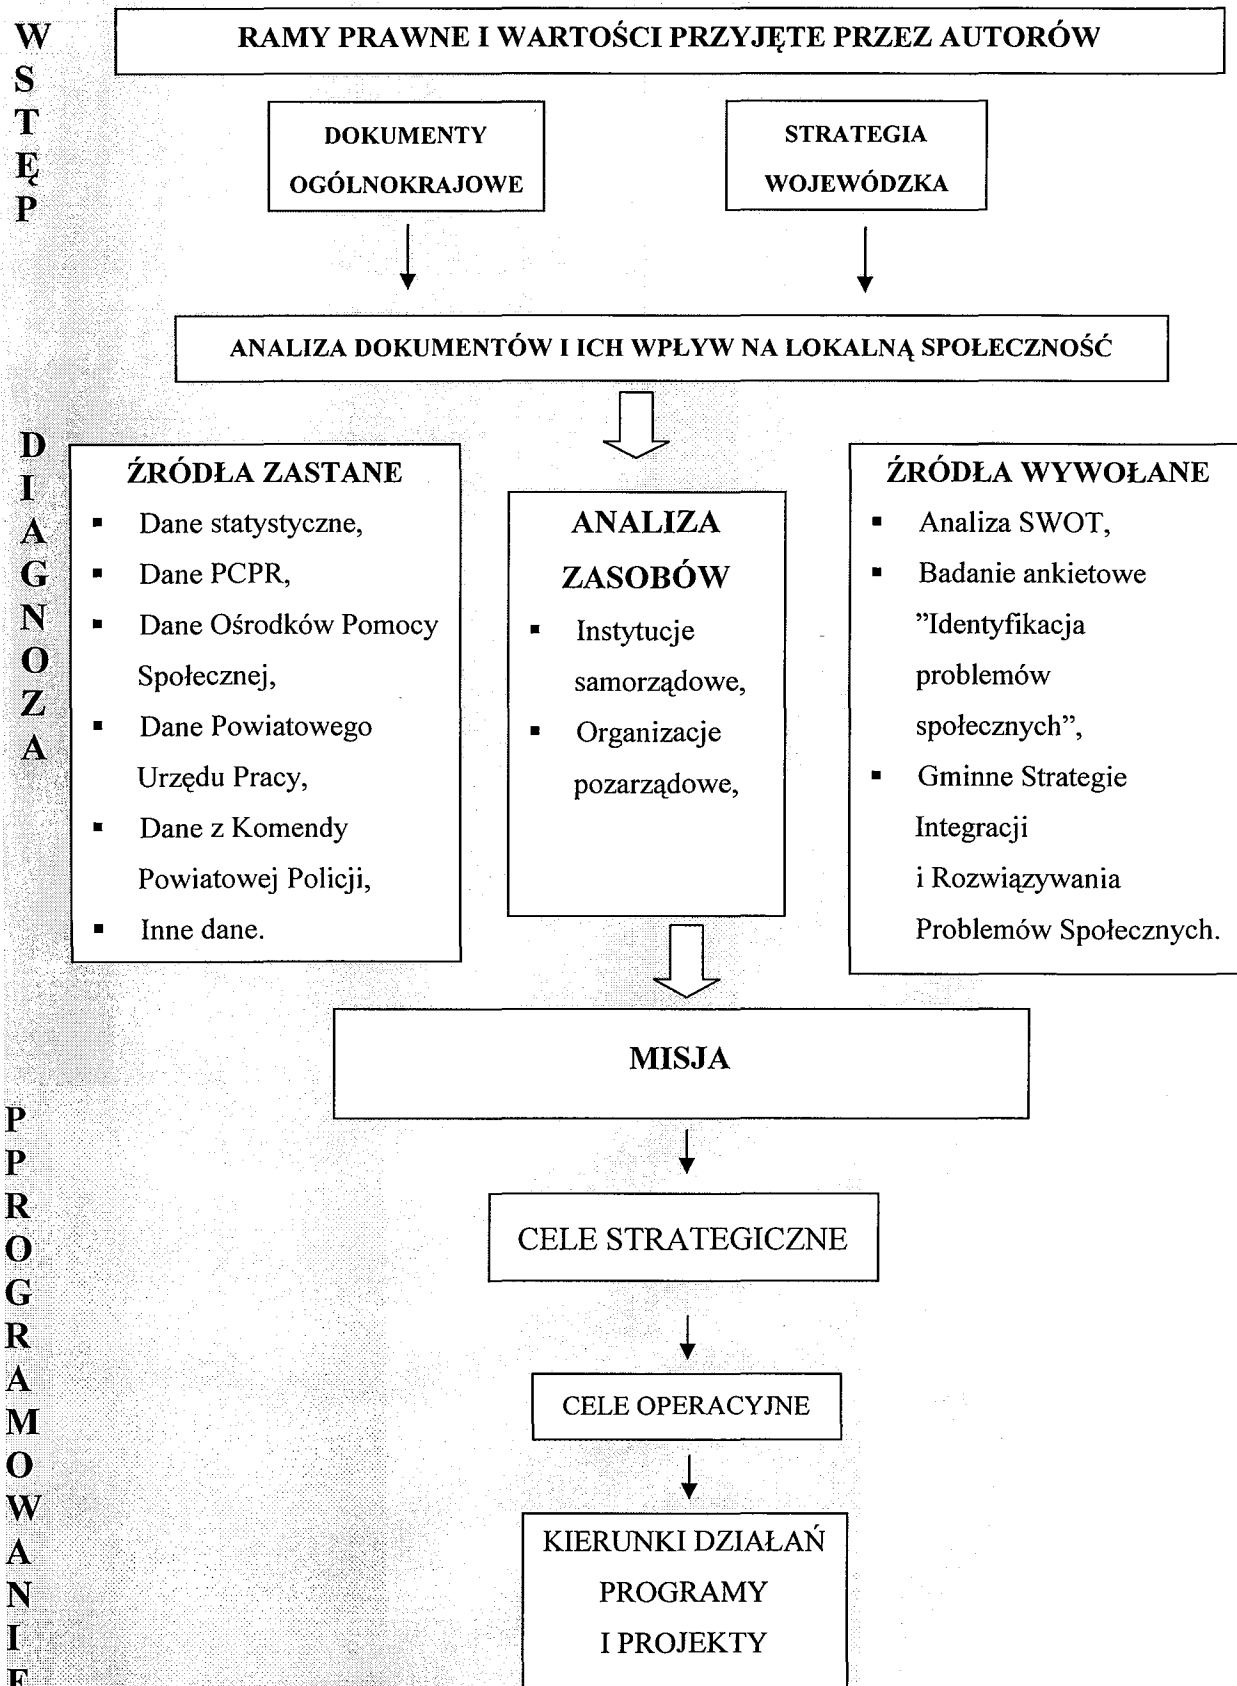 WSTĘP
RAMY PRAWNE I WARTOŚCI PRZYJĘTE PRZEZ AUTORÓW
DOKUMENTY
OGÓLNOKRAJOWE
STRATEGIA
WOJEWÓDZKA
ANALIZA DOKUMENTÓW I ICH WPŁYW NA LOKALNĄ SPOŁECZNOŚĆ
DIAGNOZA
ŹRÓDŁA ZASTANE
▪ Dane statystyczne,
▪ Dane PCPR,
▪ Dane Ośrodków Pomocy
Społecznej,
▪ Dane Powiatowego
Urzędu Pracy,
▪ Dane z Komendy
Powiatowej Policji,
▪ Inne dane.
ANALIZA
ZASOBÓW
▪ Instytucje
samorządowe,
▪ Organizacje
pozarządowe,
ŹRÓDŁA WYWOŁANE
▪ Analiza SWOT,
▪ Badanie ankietowe
”Identyfikacja
problemów
społecznych”,
▪ Gminne Strategie
Integracji
i Rozwiązywania
Problemów Społecznych.
MISJA
PPROGRAMOWANIE
CELE STRATEGICZNE
CELE OPERACYJNE
KIERUNKI DZIAŁAŃ
PROGRAMY
I PROJEKTY